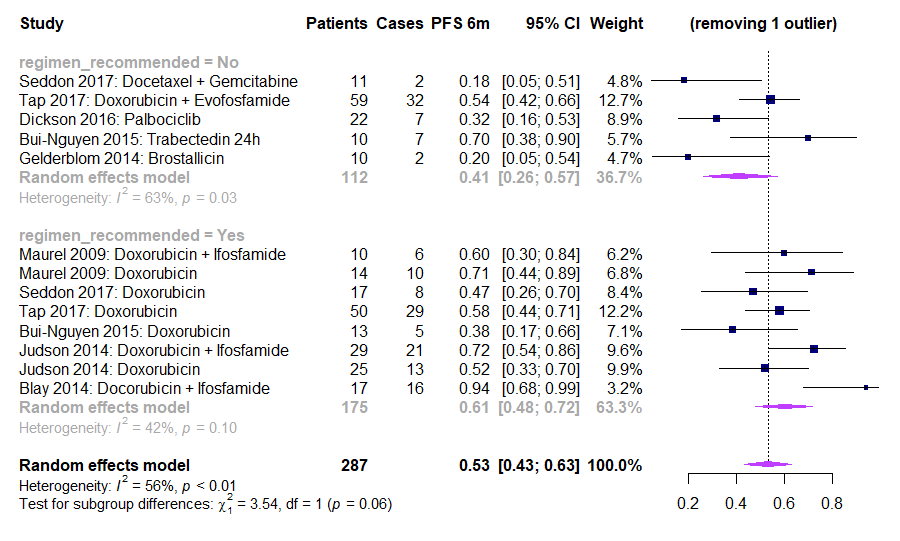 Study Patients Cases PFS 6m 95% CI Weight (removing 1 outlier)
regimen_recommended = No
Seddon 2017: Docetaxel + Gemcitabine 11 2 0.18 [0.05; 0.51] 4.8%
Tap 2017: Doxorubicin + Evofosfamide 59 32 0.54 [0.42; 0.66] 12.7%
Dickson 2016: Palbociclib 22 7 0.32 [0.16; 0.53] 8.9%
Bui-Nguyen 2015: Trabectedin 24h 10 7 0.70 [0.38; 0.90] 5.7%
Gelderblom 2014: Brostallicin 10 2 0.20 [0.05; 0.54] 4.7%
Random effects model 112 0.41 [0.26; 0.57] 36.7%
Heterogeneity: I² = 63%, p = 0.03
regimen_recommended = Yes
Maurel 2009: Doxorubicin + Ifosfamide 10 6 0.60 [0.30; 0.84] 6.2%
Maurel 2009: Doxorubicin 14 10 0.71 [0.44; 0.89] 6.8%
Seddon 2017: Doxorubicin 17 8 0.47 [0.26; 0.70] 8.4%
Tap 2017: Doxorubicin 50 29 0.58 [0.44; 0.71] 12.2%
Bui-Nguyen 2015: Doxorubicin 13 5 0.38 [0.17; 0.66] 7.1%
Judson 2014: Doxorubicin + Ifosfamide 29 21 0.72 [0.54; 0.86] 9.6%
Judson 2014: Doxorubicin 25 13 0.52 [0.33; 0.70] 9.9%
Blay 2014: Docorubicin + Ifosfamide 17 16 0.94 [0.68; 0.99] 3.2%
Random effects model 175 0.61 [0.48; 0.72] 63.3%
Heterogeneity: I² = 42%, p = 0.10
Random effects model 287 0.53 [0.43; 0.63] 100.0%
Heterogeneity: I² = 56%, p < 0.01
Test for subgroup differences: χ²₁ = 3.54, df = 1 (p = 0.06)
0.2 0.4 0.6 0.8